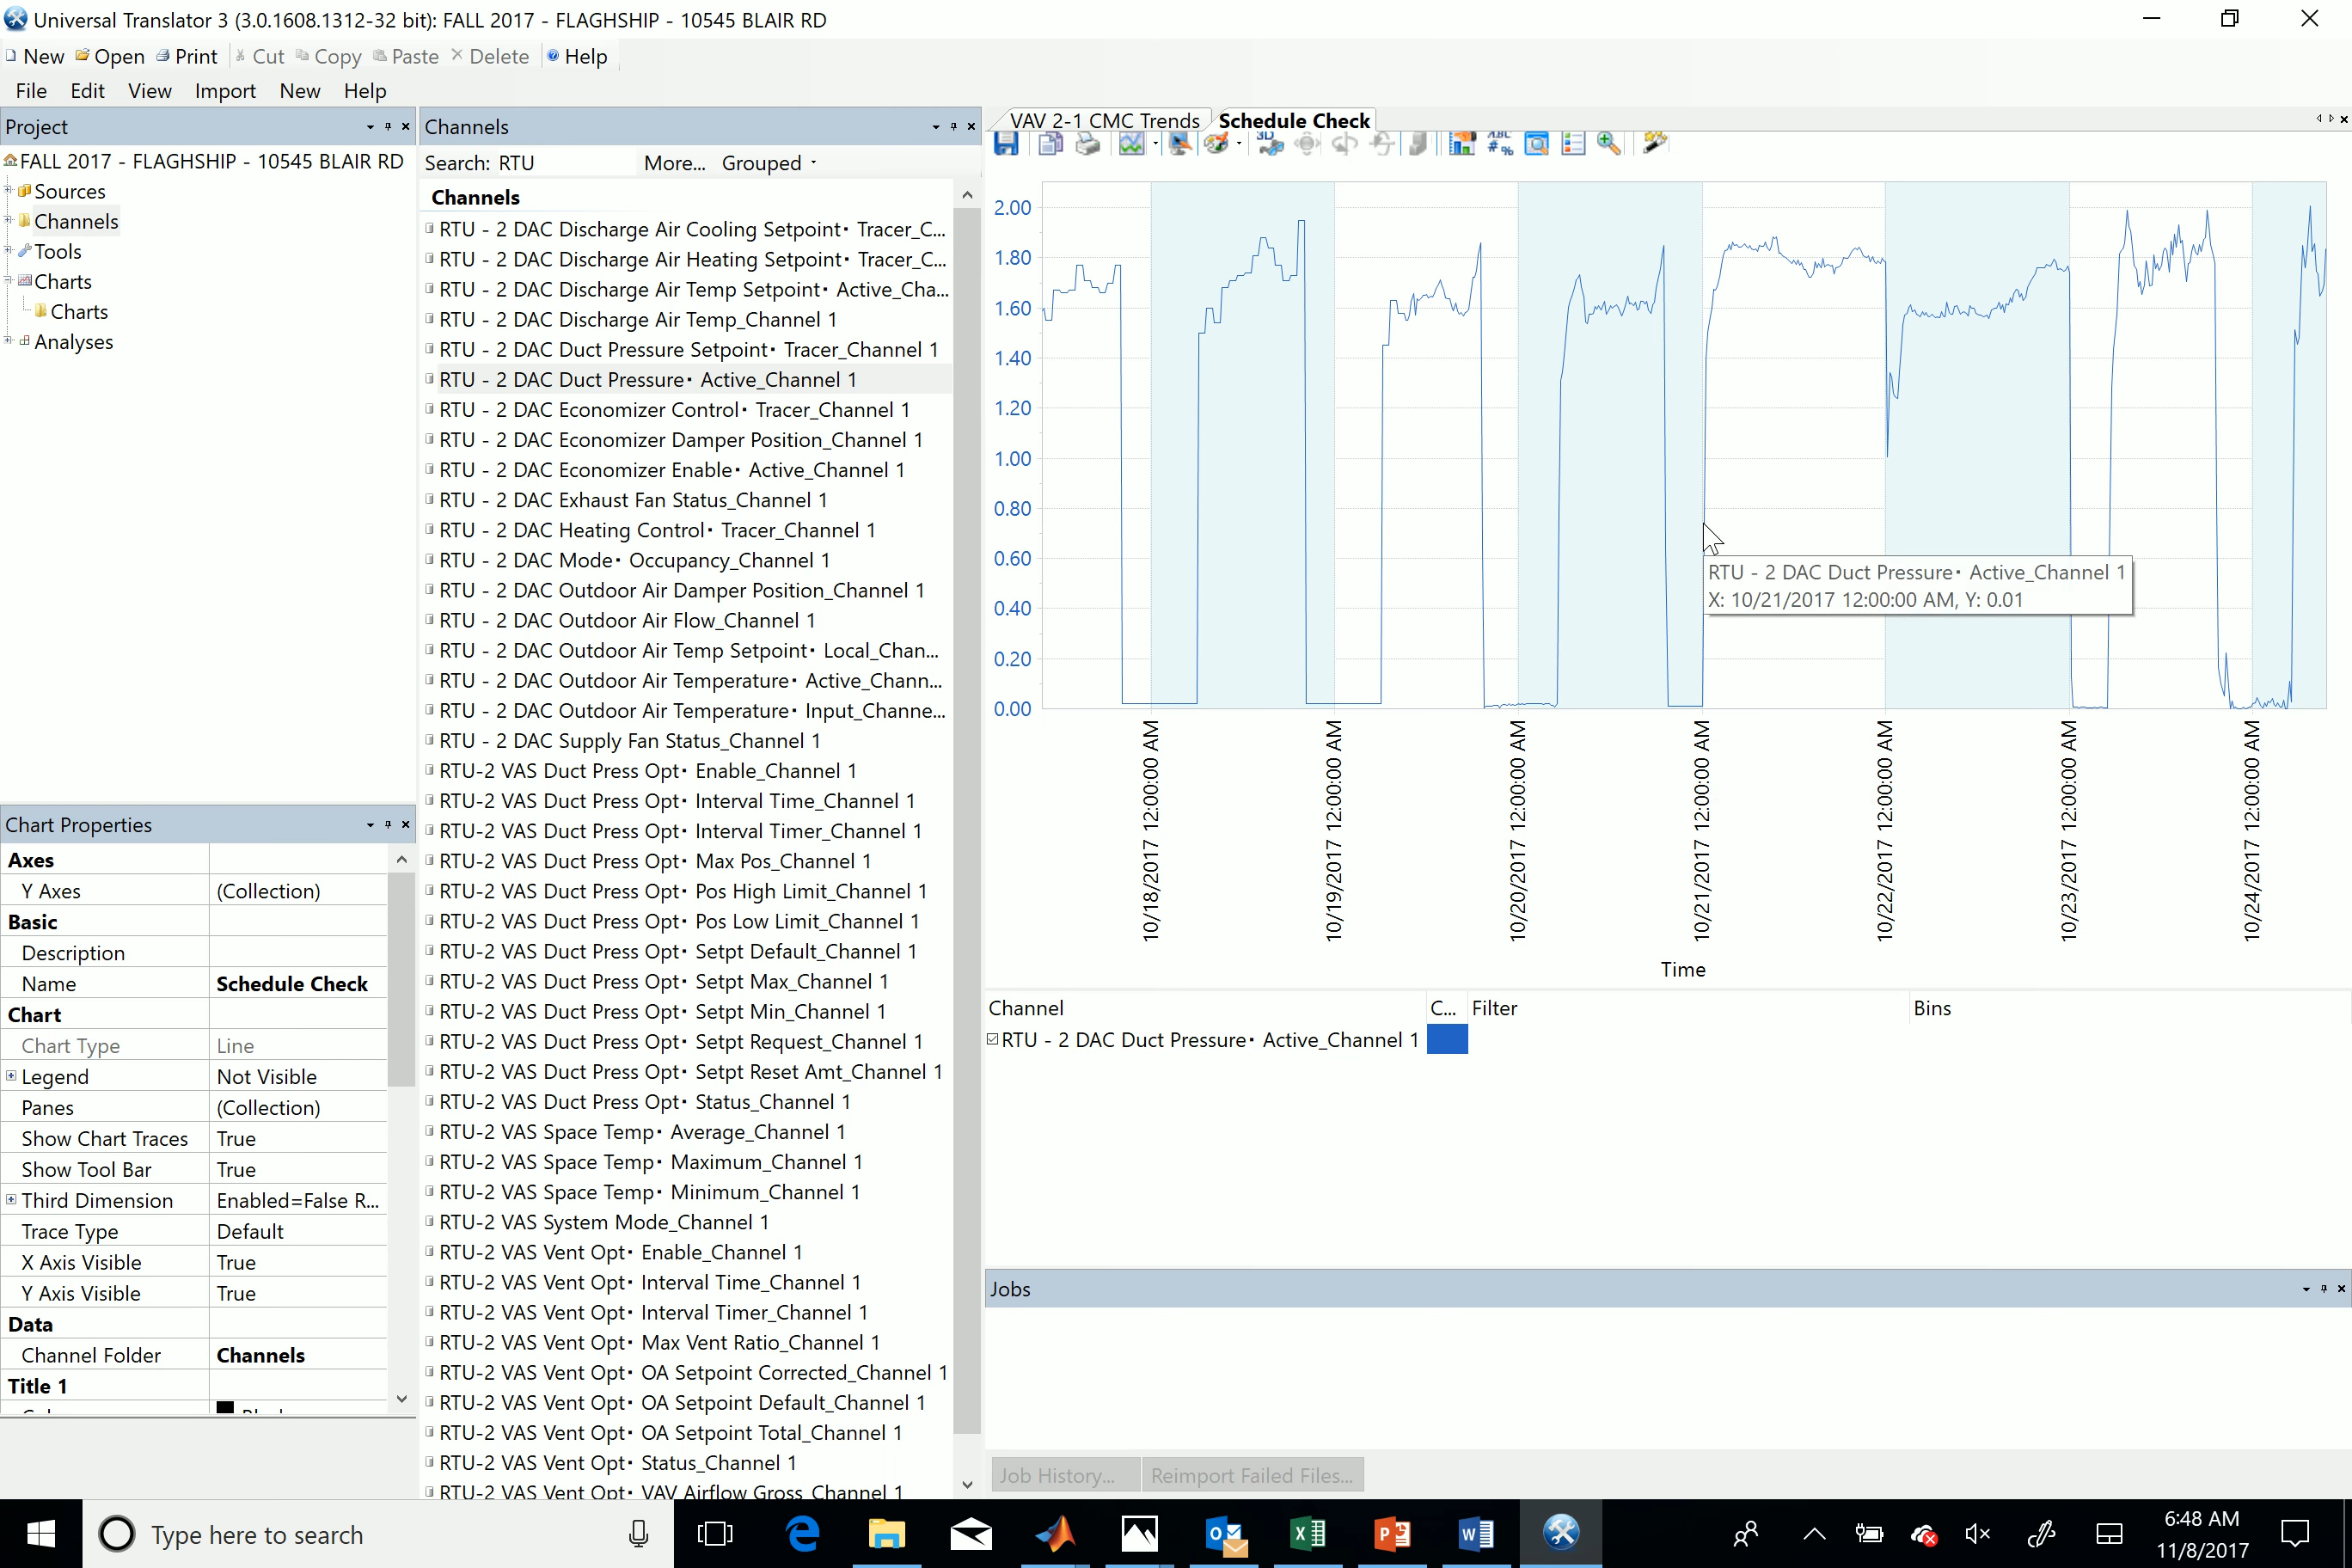 Universal Translator 3 (3.0.1608.1312-32 bit): FALL 2017 - FLAGHSHIP - 10545 BLAIR RD
New Open Print Cut Copy Paste Delete Help
File Edit View Import New Help
Project
FALL 2017 - FLAGHSHIP - 10545 BLAIR RD
Sources
Channels
Tools
Charts
Charts
Analyses
Chart Properties
Axes
Y Axes (Collection)
Basic
Description
Name Schedule Check
Chart
Chart Type Line
Legend Not Visible
Panes (Collection)
Show Chart Traces True
Show Tool Bar True
Third Dimension Enabled=False R...
Trace Type Default
X Axis Visible True
Y Axis Visible True
Data
Channel Folder Channels
Title 1
Channels
Search: RTU More... Grouped
Channels
RTU - 2 DAC Discharge Air Cooling Setpoint· Tracer_C...
RTU - 2 DAC Discharge Air Heating Setpoint· Tracer_C...
RTU - 2 DAC Discharge Air Temp Setpoint· Active_Cha...
RTU - 2 DAC Discharge Air Temp_Channel 1
RTU - 2 DAC Duct Pressure Setpoint· Tracer_Channel 1
RTU - 2 DAC Duct Pressure· Active_Channel 1
RTU - 2 DAC Economizer Control· Tracer_Channel 1
RTU - 2 DAC Economizer Damper Position_Channel 1
RTU - 2 DAC Economizer Enable· Active_Channel 1
RTU - 2 DAC Exhaust Fan Status_Channel 1
RTU - 2 DAC Heating Control· Tracer_Channel 1
RTU - 2 DAC Mode· Occupancy_Channel 1
RTU - 2 DAC Outdoor Air Damper Position_Channel 1
RTU - 2 DAC Outdoor Air Flow_Channel 1
RTU - 2 DAC Outdoor Air Temp Setpoint· Local_Chan...
RTU - 2 DAC Outdoor Air Temperature· Active_Chann...
RTU - 2 DAC Outdoor Air Temperature· Input_Channe...
RTU - 2 DAC Supply Fan Status_Channel 1
RTU-2 VAS Duct Press Opt· Enable_Channel 1
RTU-2 VAS Duct Press Opt· Interval Time_Channel 1
RTU-2 VAS Duct Press Opt· Interval Timer_Channel 1
RTU-2 VAS Duct Press Opt· Max Pos_Channel 1
RTU-2 VAS Duct Press Opt· Pos High Limit_Channel 1
RTU-2 VAS Duct Press Opt· Pos Low Limit_Channel 1
RTU-2 VAS Duct Press Opt· Setpt Default_Channel 1
RTU-2 VAS Duct Press Opt· Setpt Max_Channel 1
RTU-2 VAS Duct Press Opt· Setpt Min_Channel 1
RTU-2 VAS Duct Press Opt· Setpt Request_Channel 1
RTU-2 VAS Duct Press Opt· Setpt Reset Amt_Channel 1
RTU-2 VAS Duct Press Opt· Status_Channel 1
RTU-2 VAS Space Temp· Average_Channel 1
RTU-2 VAS Space Temp· Maximum_Channel 1
RTU-2 VAS Space Temp· Minimum_Channel 1
RTU-2 VAS System Mode_Channel 1
RTU-2 VAS Vent Opt· Enable_Channel 1
RTU-2 VAS Vent Opt· Interval Time_Channel 1
RTU-2 VAS Vent Opt· Interval Timer_Channel 1
RTU-2 VAS Vent Opt· Max Vent Ratio_Channel 1
RTU-2 VAS Vent Opt· OA Setpoint Corrected_Channel 1
RTU-2 VAS Vent Opt· OA Setpoint Default_Channel 1
RTU-2 VAS Vent Opt· OA Setpoint Total_Channel 1
RTU-2 VAS Vent Opt· Status_Channel 1
RTU-2 VAS Vent Opt· VAV Airflow Gross_Channel 1
VAV 2-1 CMC Trends Schedule Check
2.00
1.80
1.60
1.40
1.20
1.00
0.80
0.60
0.40
0.20
0.00
RTU - 2 DAC Duct Pressure· Active_Channel 1
X: 10/21/2017 12:00:00 AM, Y: 0.01
10/18/2017 12:00:00 AM
10/19/2017 12:00:00 AM
10/20/2017 12:00:00 AM
10/21/2017 12:00:00 AM
10/22/2017 12:00:00 AM
10/23/2017 12:00:00 AM
10/24/2017 12:00:00 AM
Time
Channel C... Filter Bins
RTU - 2 DAC Duct Pressure· Active_Channel 1
Jobs
Job History... Reimport Failed Files...
Type here to search
6:48 AM
11/8/2017